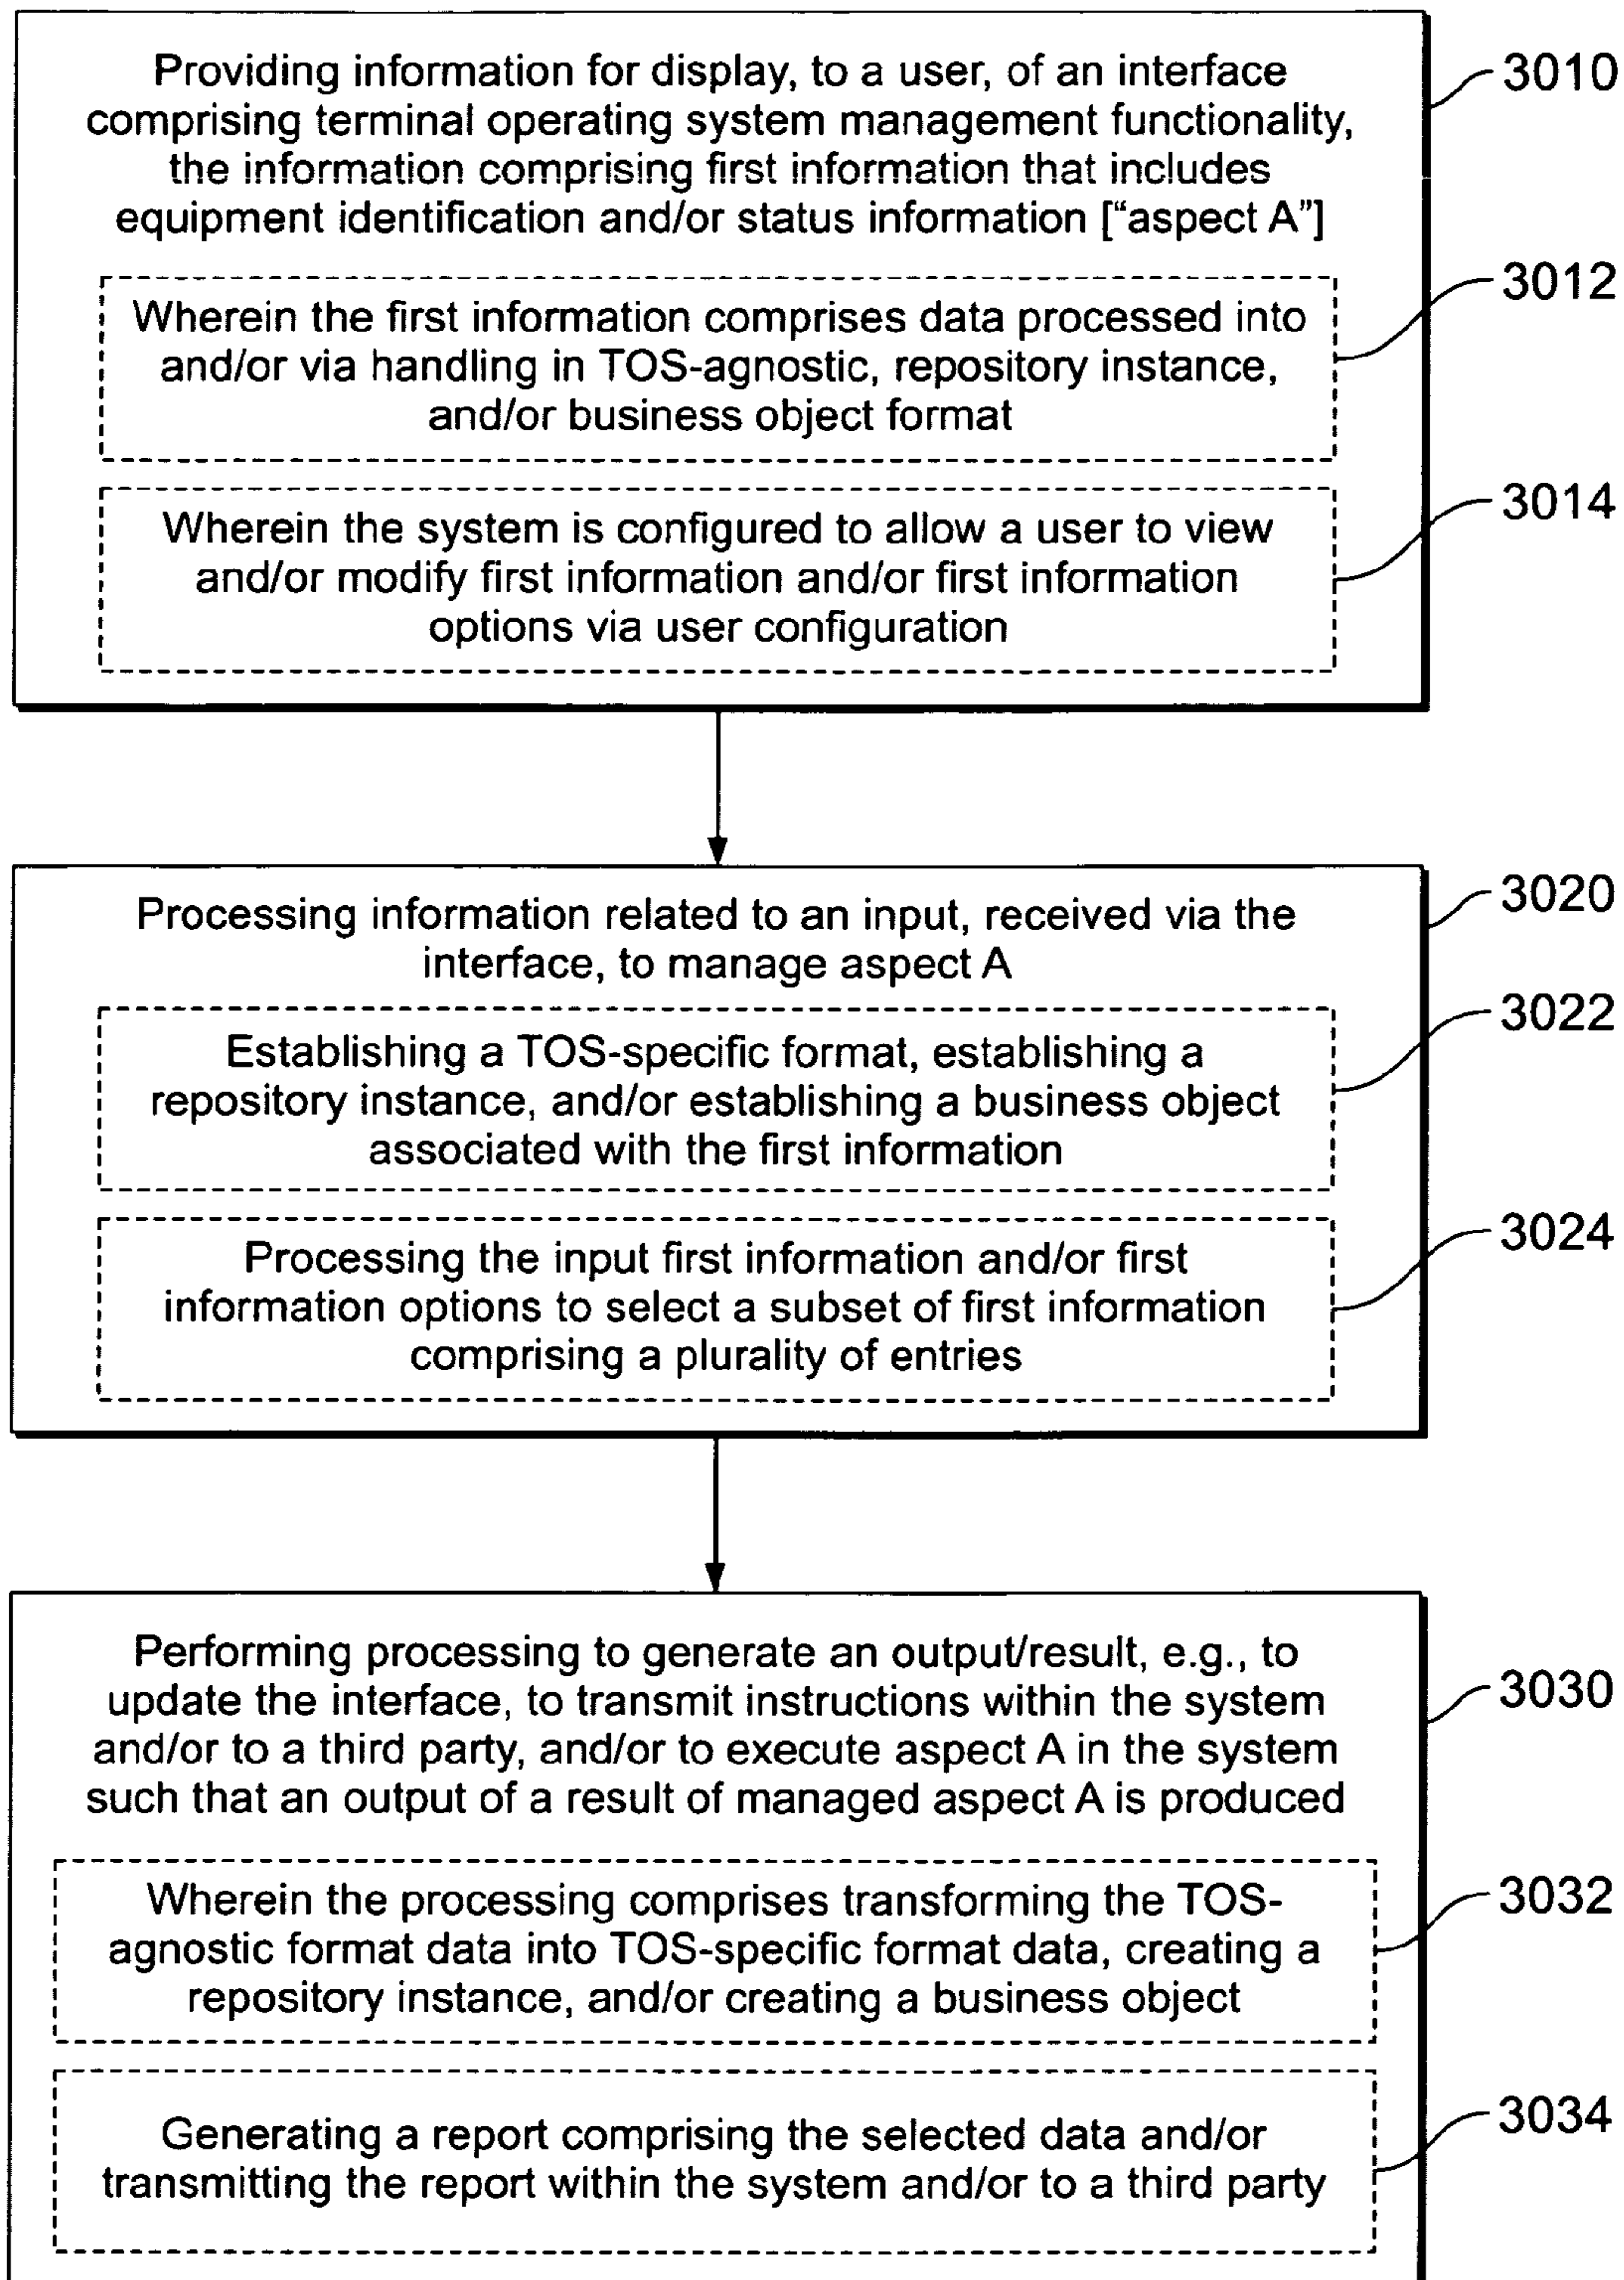 Providing information for display, to a user, of an interface
comprising terminal operating system management functionality,
the information comprising first information that includes
equipment identification and/or status information [“aspect A”]
3010
Wherein the first information comprises data processed into
and/or via handling in TOS-agnostic, repository instance,
and/or business object format
3012
Wherein the system is configured to allow a user to view
and/or modify first information and/or first information
options via user configuration
3014
Processing information related to an input, received via the
interface, to manage aspect A
3020
Establishing a TOS-specific format, establishing a
repository instance, and/or establishing a business object
associated with the first information
3022
Processing the input first information and/or first
information options to select a subset of first information
comprising a plurality of entries
3024
Performing processing to generate an output/result, e.g., to
update the interface, to transmit instructions within the system
and/or to a third party, and/or to execute aspect A in the system
such that an output of a result of managed aspect A is produced
3030
Wherein the processing comprises transforming the TOS-
agnostic format data into TOS-specific format data, creating a
repository instance, and/or creating a business object
3032
Generating a report comprising the selected data and/or
transmitting the report within the system and/or to a third party
3034